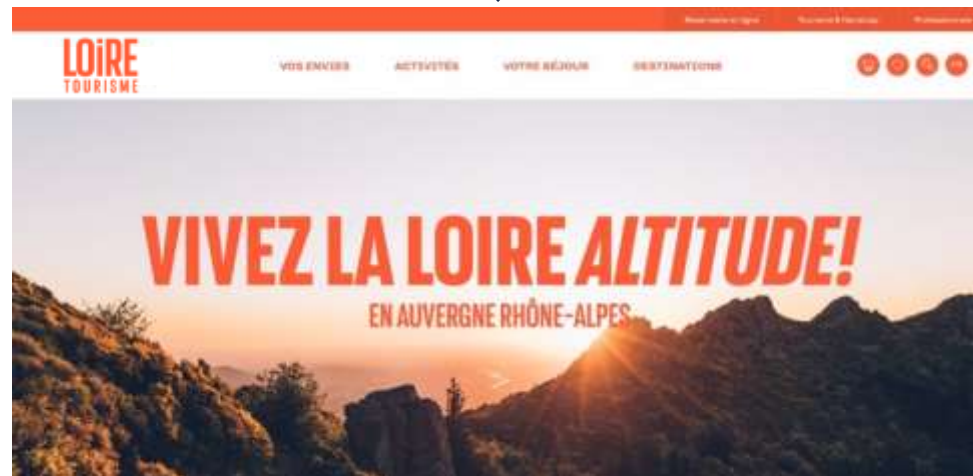 LOiRE
TOURISME
VOS ENVIES
ACTIVITÉS
VOTRE SÉJOUR
DESTINATIONS
VIVEZ LA LOIRE ALTITUDE!
EN AUVERGNE RHÔNE-ALPES